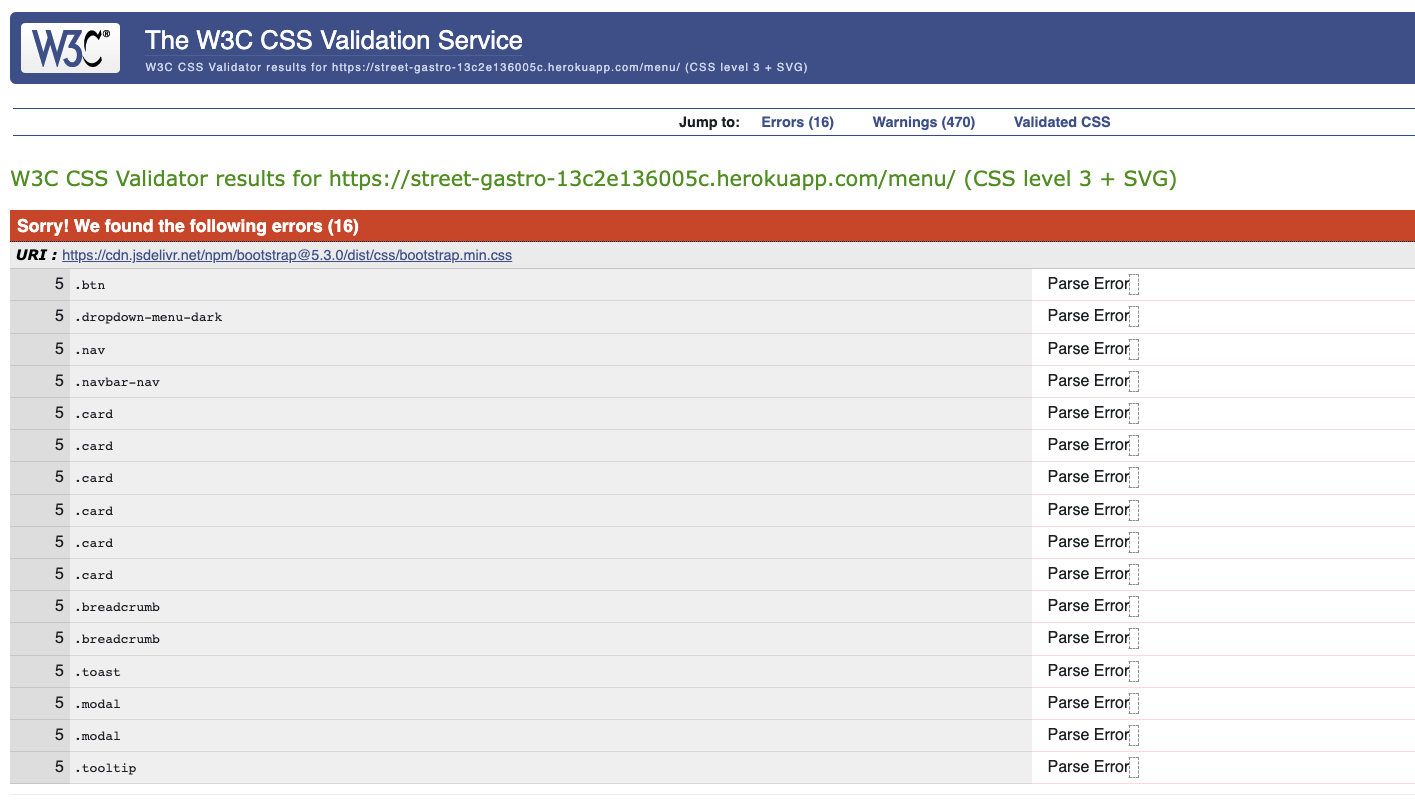 W3C®
The W3C CSS Validation Service
W3C CSS Validator results for https://street-gastro-13c2e136005c.herokuapp.com/menu/ (CSS level 3 + SVG)
Jump to: Errors (16) Warnings (470) Validated CSS
W3C CSS Validator results for https://street-gastro-13c2e136005c.herokuapp.com/menu/ (CSS level 3 + SVG)
Sorry! We found the following errors (16)
URI : https://cdn.jsdelivr.net/npm/bootstrap@5.3.0/dist/css/bootstrap.min.css
5 .btn Parse Error
5 .dropdown-menu-dark Parse Error
5 .nav Parse Error
5 .navbar-nav Parse Error
5 .card Parse Error
5 .card Parse Error
5 .card Parse Error
5 .card Parse Error
5 .card Parse Error
5 .card Parse Error
5 .breadcrumb Parse Error
5 .breadcrumb Parse Error
5 .toast Parse Error
5 .modal Parse Error
5 .modal Parse Error
5 .tooltip Parse Error